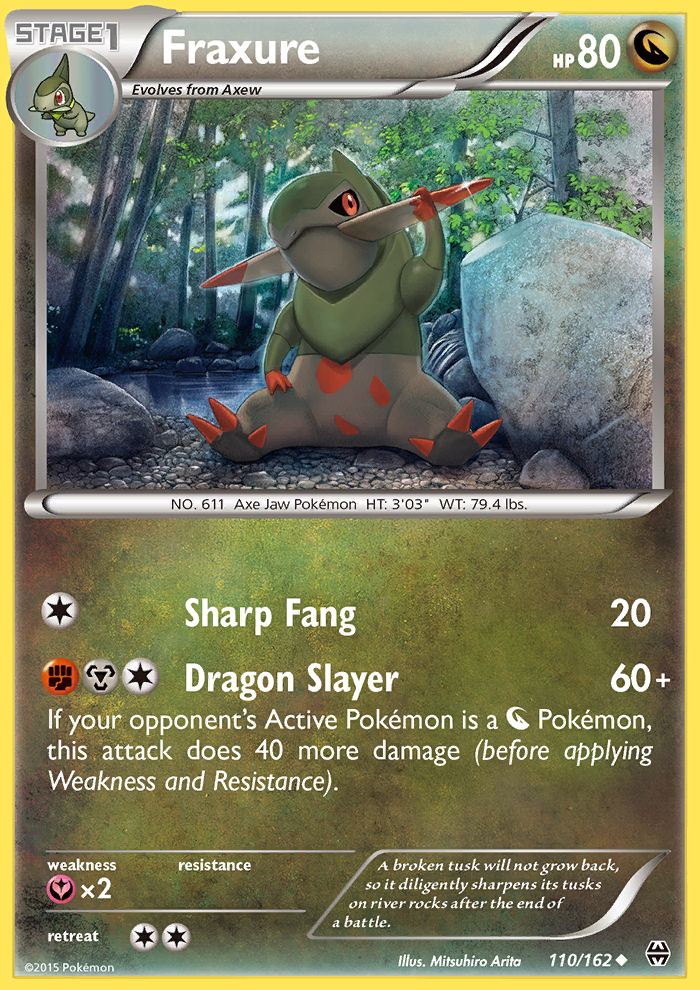 STAGE1
Fraxure
HP80
Evolves from Axew
NO. 611 Axe Jaw Pokémon HT: 3'03" WT: 79.4 lbs.
Sharp Fang 20
Dragon Slayer 60+
If your opponent's Active Pokémon is a Pokémon,
this attack does 40 more damage (before applying
Weakness and Resistance).
weakness resistance
×2
A broken tusk will not grow back,
so it diligently sharpens its tusks
on river rocks after the end of
a battle.
retreat
Illus. Mitsuhiro Arita 110/162
©2015 Pokémon